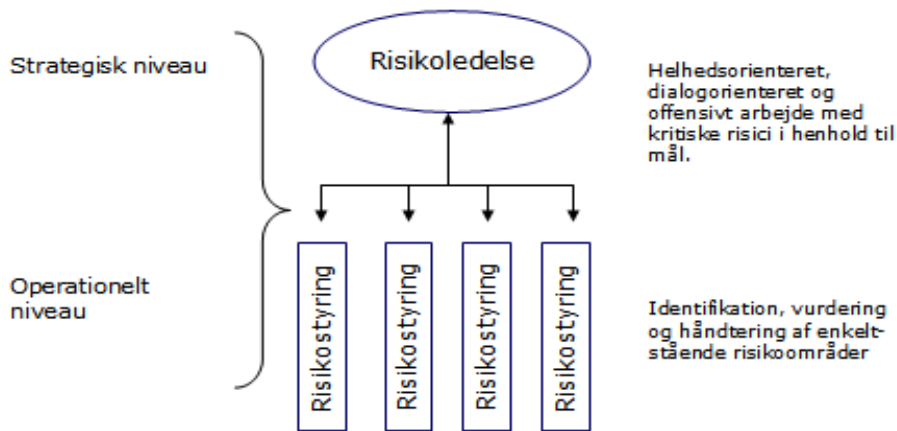 Strategisk niveau
Risikoledelse
Helhedsorienteret,
dialogorienteret og
offensivt arbejde med
kritiske risici i henhold til
mål.
Operationelt
niveau
Risikostyring
Risikostyring
Risikostyring
Risikostyring
Identifikation, vurdering
og håndtering af enkelt-
stående risikoområder